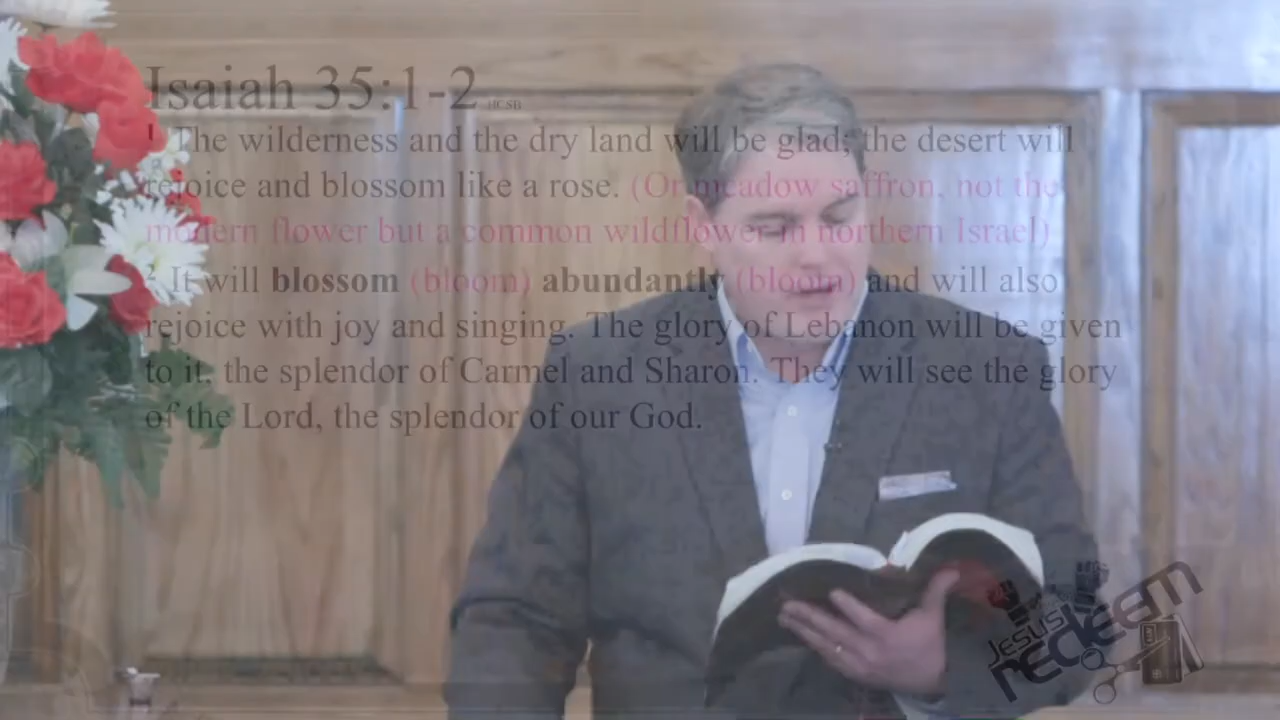 Isaiah 35:1-2 HCSB
1 The wilderness and the dry land will be glad; the desert will
rejoice and blossom like a rose. (Or meadow saffron, not the
modern flower but a common wildflower in northern Israel)
2 It will blossom (bloom) abundantly (bloom) and will also
rejoice with joy and singing. The glory of Lebanon will be given
to it, the splendor of Carmel and Sharon. They will see the glory
of the Lord, the splendor of our God.
Jesus
redeem